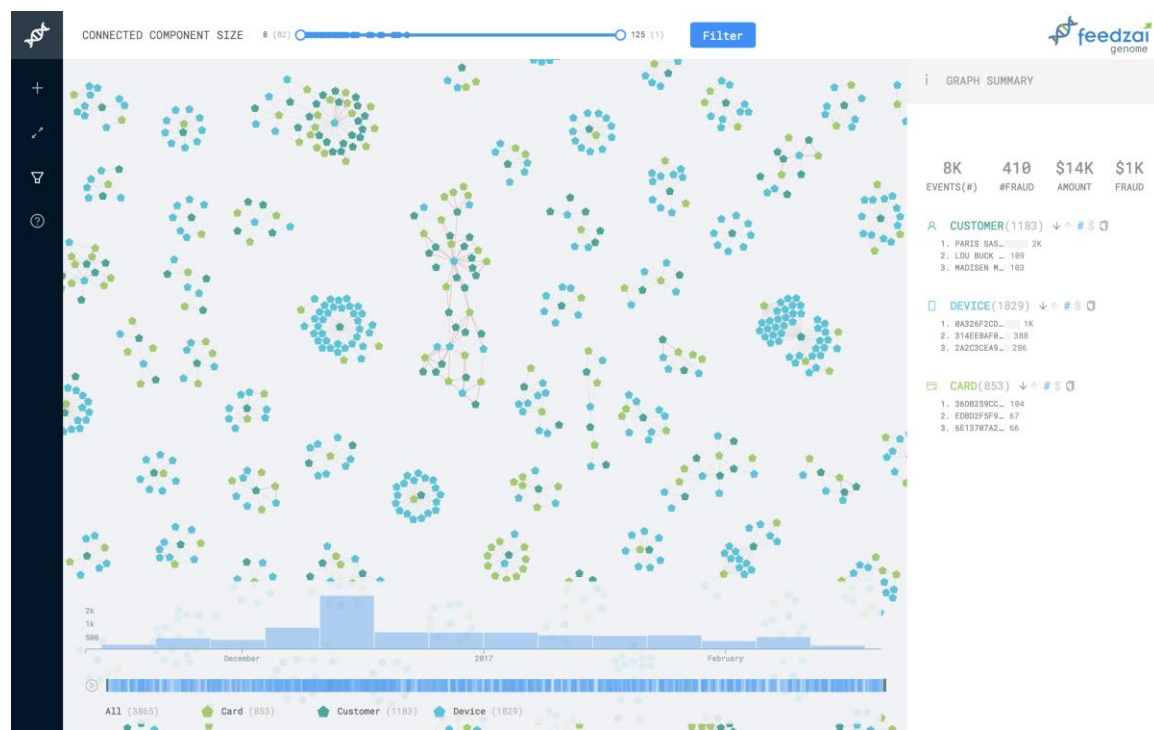 CONNECTED COMPONENT SIZE 8 (82) 125 (1) Filter
feedzai
genome
i GRAPH SUMMARY
8K 410 $14K $1K
EVENTS(#) #FRAUD AMOUNT FRAUD
CUSTOMER(1183) ↓ ↑ # $
1. PARIS SAS… 2K
2. LOU BUCK … 109
3. MADISEN M… 103
DEVICE(1829) ↓ ↑ # $
1. 0A326F2CD… 1K
2. 314EE8AF0… 388
3. 2A2C3CEA9… 286
CARD(853) ↓ ↑ # $
1. 36DB259CC… 104
2. EDBD2F5F9… 67
3. 6E13707A2… 66
2k
1k
500
December 2017 February
All (3865) Card (853) Customer (1183) Device (1829)